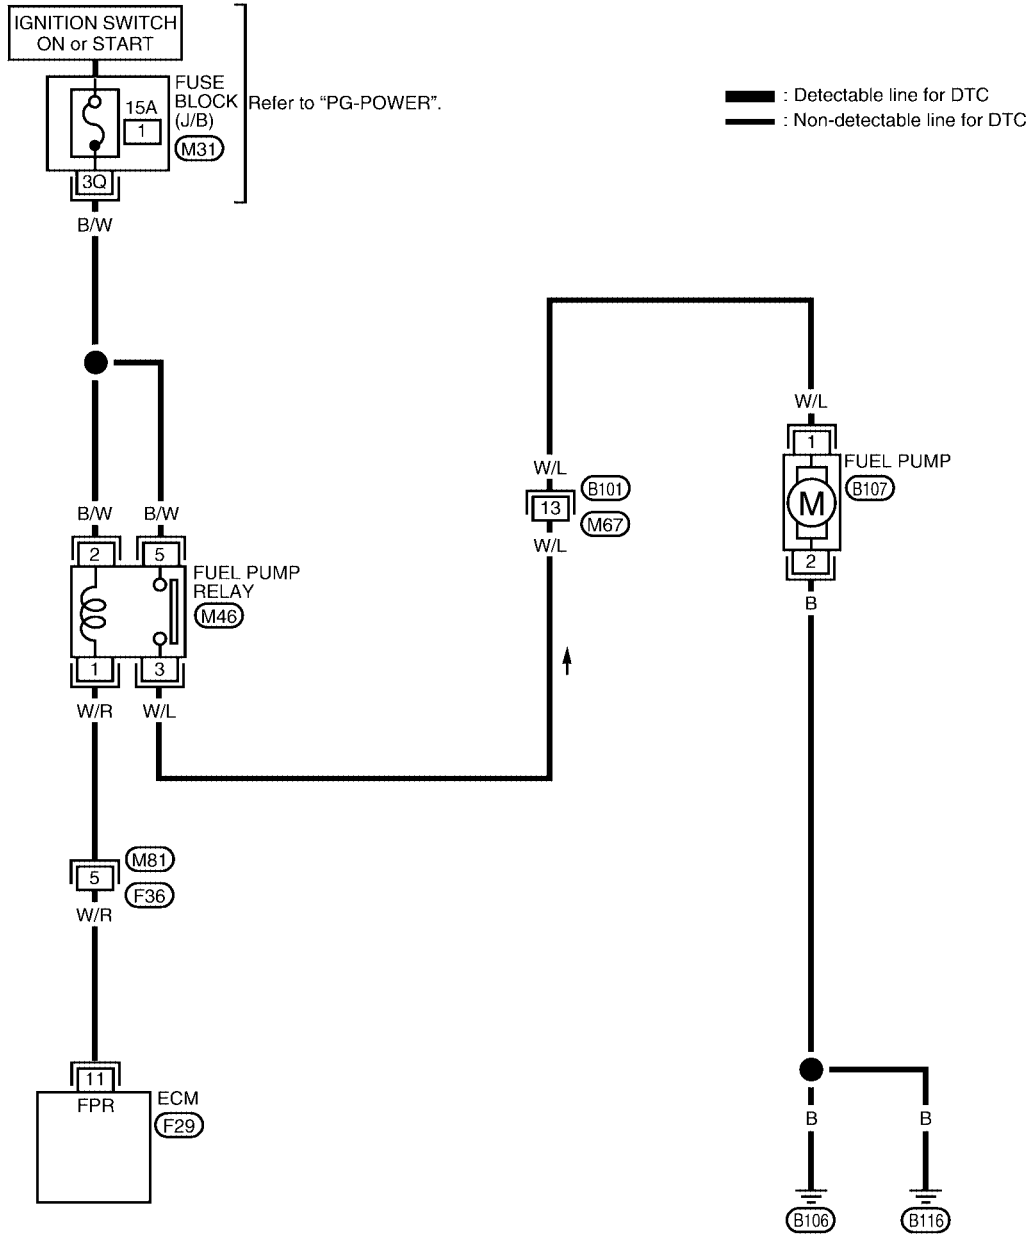 IGNITION SWITCH
ON or START
FUSE
BLOCK
(J/B)
M31
15A
1
3Q
Refer to “PG-POWER”.
: Detectable line for DTC
: Non-detectable line for DTC
B/W
B/W
B/W
2
5
FUEL PUMP
RELAY
M46
1
3
W/R
W/L
M81
5
F36
W/R
11
FPR
ECM
F29
W/L
B101
13
M67
W/L
W/L
1
FUEL PUMP
B107
M
2
B
B
B
B106
B116